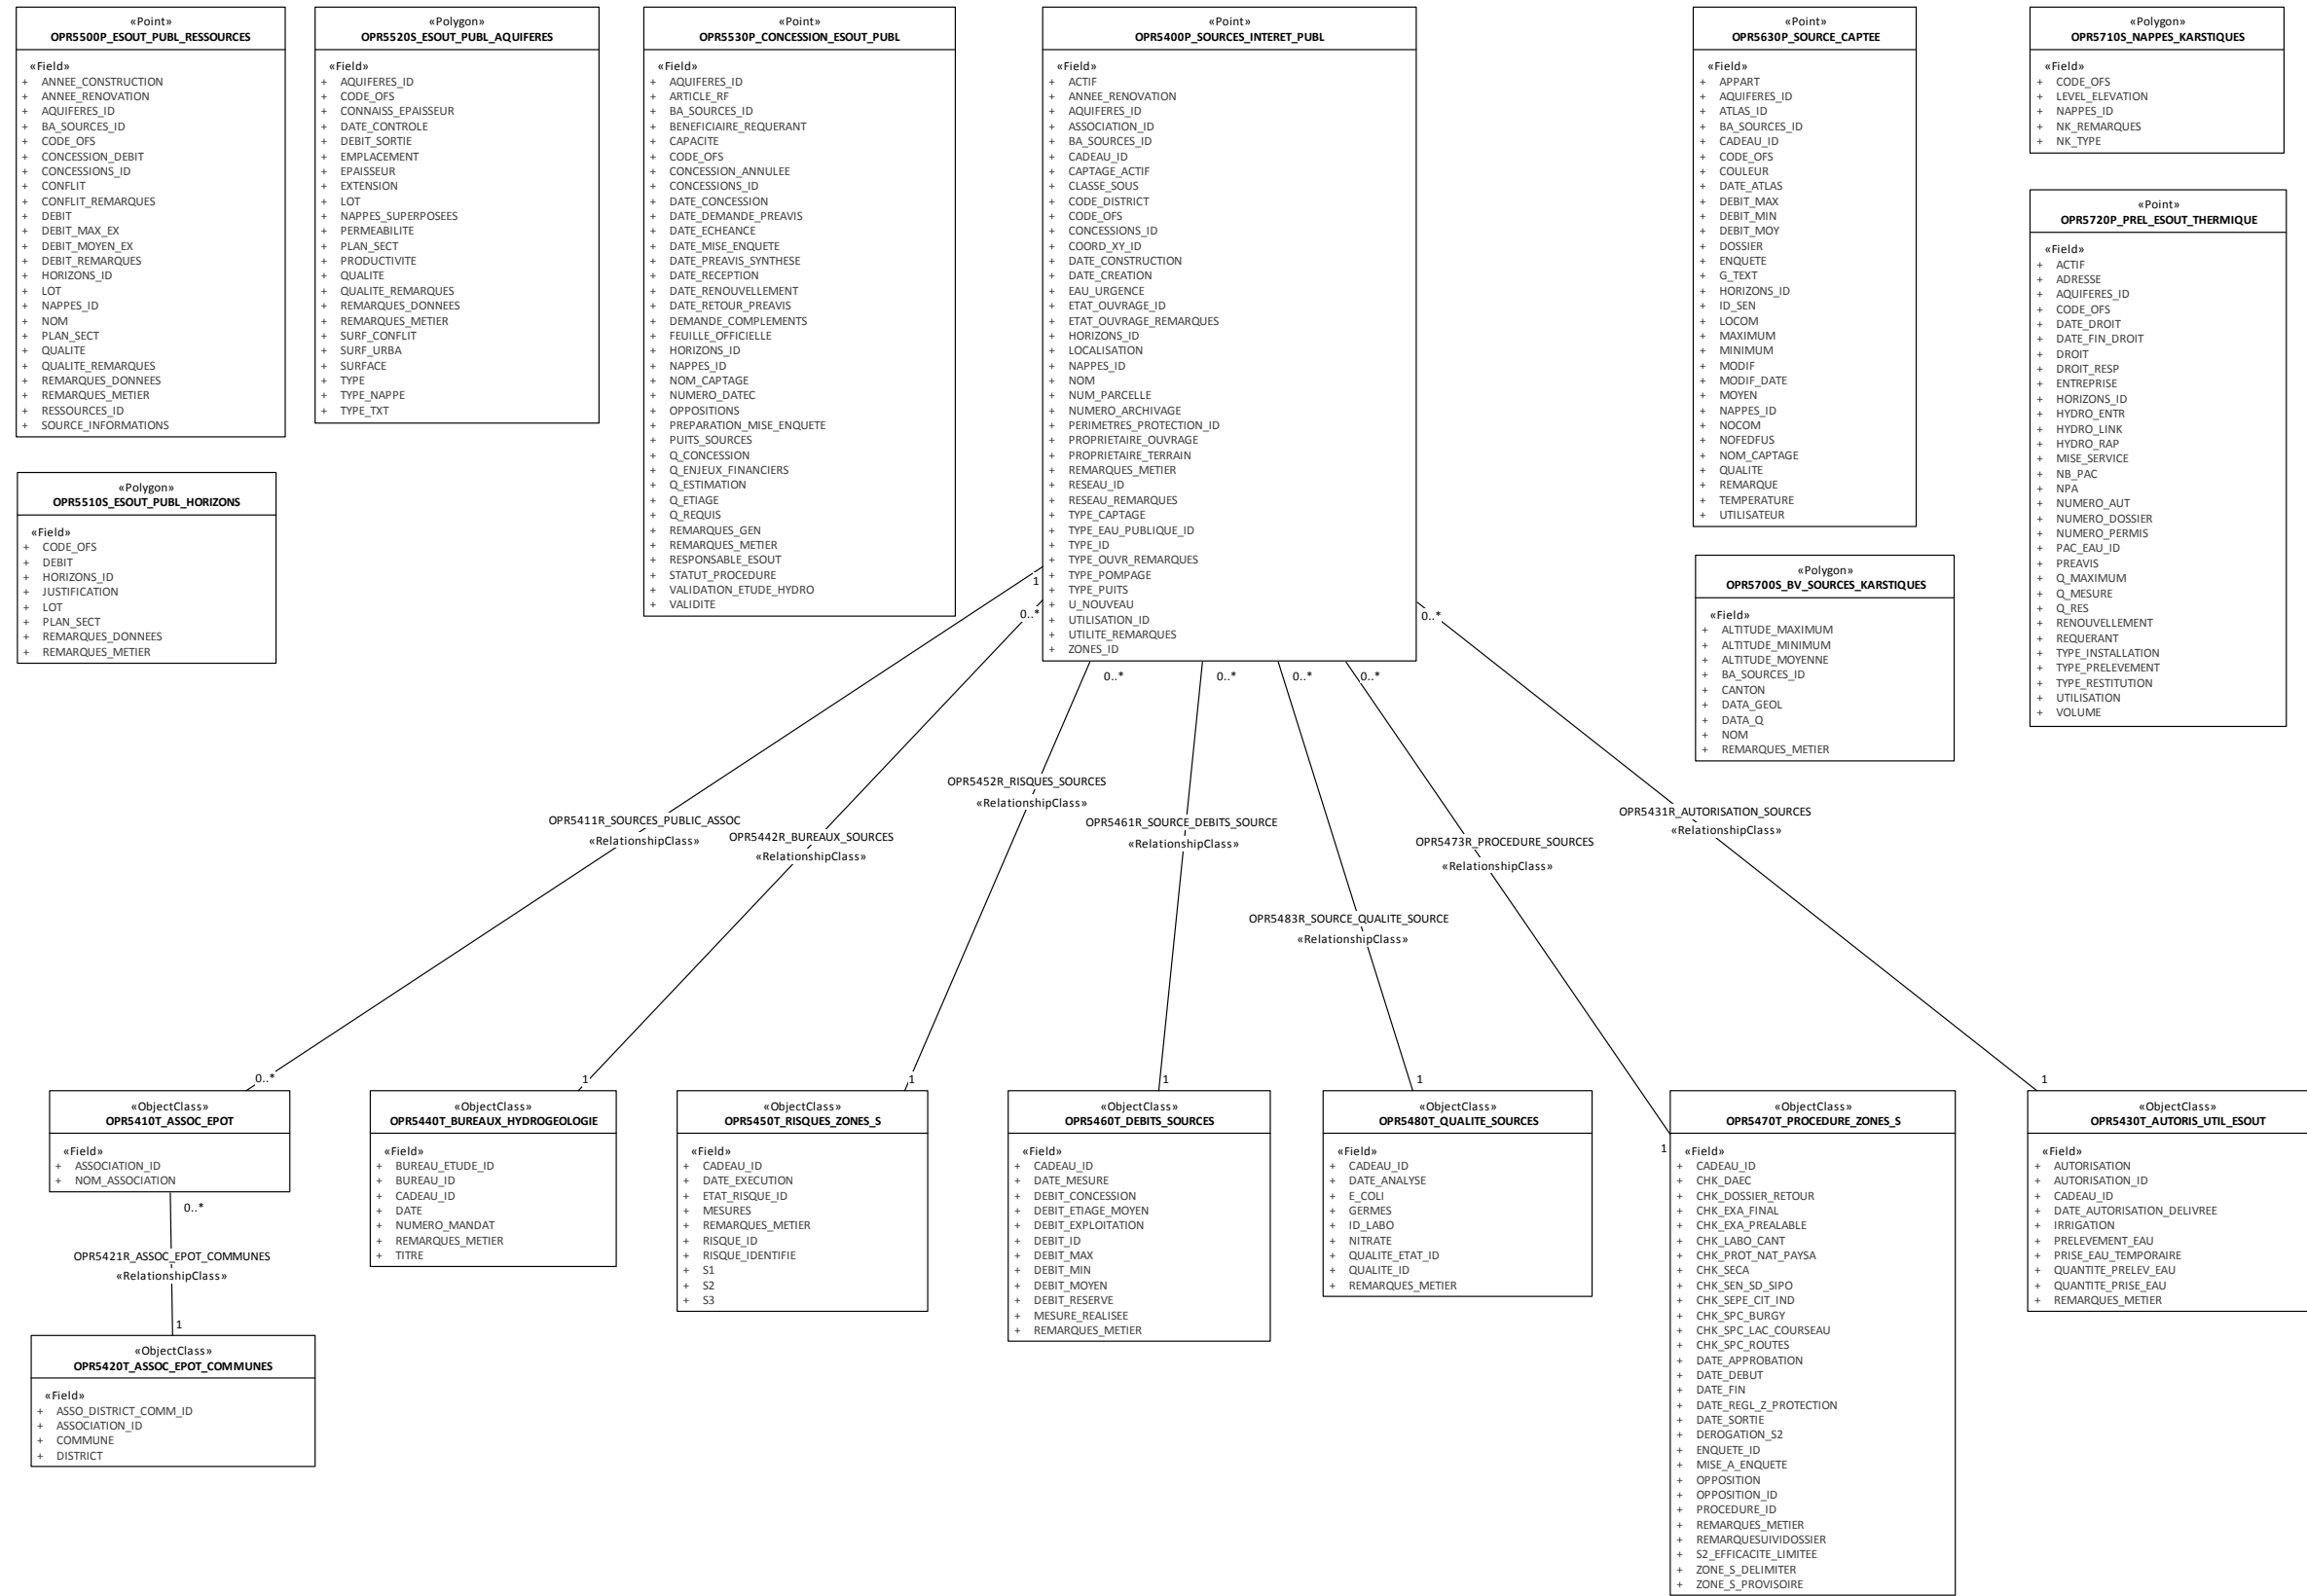 «Point»
OPR5500P_ESOUT_PUBL_RESSOURCES
«Field»
+ ANNEE_CONSTRUCTION
+ ANNEE_RENOVATION
+ AQUIFERES_ID
+ BA_SOURCES_ID
+ CODE_OFS
+ CONCESSION_DEBIT
+ CONCESSIONS_ID
+ CONFLIT
+ CONFLIT_REMARQUES
+ DEBIT
+ DEBIT_MAX_EX
+ DEBIT_MOYEN_EX
+ DEBIT_REMARQUES
+ HORIZONS_ID
+ LOT
+ NAPPES_ID
+ NOM
+ PLAN_SECT
+ QUALITE
+ QUALITE_REMARQUES
+ REMARQUES_DONNEES
+ REMARQUES_METIER
+ RESSOURCES_ID
+ SOURCE_INFORMATIONS
«Polygon»
OPR5520S_ESOUT_PUBL_AQUIFERES
«Field»
+ AQUIFERES_ID
+ CODE_OFS
+ CONNAISS_EPAISSEUR
+ DATE_CONTROLE
+ DEBIT_SORTIE
+ EMPLACEMENT
+ EPAISSEUR
+ EXTENSION
+ LOT
+ NAPPES_SUPERPOSEES
+ PERMEABILITE
+ PLAN_SECT
+ PRODUCTIVITE
+ QUALITE
+ QUALITE_REMARQUES
+ REMARQUES_DONNEES
+ REMARQUES_METIER
+ SURF_CONFLIT
+ SURF_URBA
+ SURFACE
+ TYPE
+ TYPE_NAPPE
+ TYPE_TXT
«Point»
OPR5530P_CONCESSION_ESOUT_PUBL
«Field»
+ AQUIFERES_ID
+ ARTICLE_RF
+ BA_SOURCES_ID
+ BENEFICIAIRE_REQUERANT
+ CAPACITE
+ CODE_OFS
+ CONCESSION_ANNULEE
+ CONCESSIONS_ID
+ DATE_CONCESSION
+ DATE_DEMANDE_PREAVIS
+ DATE_ECHEANCE
+ DATE_MISE_ENQUETE
+ DATE_PREAVIS_SYNTHESE
+ DATE_RECEPTION
+ DATE_RENOUVELLEMENT
+ DATE_RETOUR_PREAVIS
+ DEMANDE_COMPLEMENTS
+ FEUILLE_OFFICIELLE
+ HORIZONS_ID
+ NAPPES_ID
+ NOM_CAPTAGE
+ NUMERO_DATEC
+ OPPOSITIONS
+ PREPARATION_MISE_ENQUETE
+ PUITS_SOURCES
+ Q_CONCESSION
+ Q_ENJEUX_FINANCIERS
+ Q_ESTIMATION
+ Q_ETIAGE
+ Q_REQUIS
+ REMARQUES_GEN
+ REMARQUES_METIER
+ RESPONSABLE_ESOUT
+ STATUT_PROCEDURE
+ VALIDATION_ETUDE_HYDRO
+ VALIDITE
«Point»
OPR5400P_SOURCES_INTERET_PUBL
«Field»
+ ACTIF
+ ANNEE_RENOVATION
+ AQUIFERES_ID
+ ASSOCIATION_ID
+ BA_SOURCES_ID
+ CADEAU_ID
+ CAPTAGE_ACTIF
+ CLASSE_SOUS
+ CODE_DISTRICT
+ CODE_OFS
+ CONCESSIONS_ID
+ COORD_XY_ID
+ DATE_CONSTRUCTION
+ DATE_CREATION
+ EAU_URGENCE
+ ETAT_OUVRAGE_ID
+ ETAT_OUVRAGE_REMARQUES
+ HORIZONS_ID
+ LOCALISATION
+ NAPPES_ID
+ NOM
+ NUM_PARCELLE
+ NUMERO_ARCHIVAGE
+ PERIMETRES_PROTECTION_ID
+ PROPRIETAIRE_OUVRAGE
+ PROPRIETAIRE_TERRAIN
+ REMARQUES_METIER
+ RESEAU_ID
+ RESEAU_REMARQUES
+ TYPE_CAPTAGE
+ TYPE_EAU_PUBLIQUE_ID
+ TYPE_ID
+ TYPE_OUVR_REMARQUES
+ TYPE_POMPAGE
+ TYPE_PUITS
+ U_NOUVEAU
+ UTILISATION_ID
+ UTILITE_REMARQUES
+ ZONES_ID
«Point»
OPR5630P_SOURCE_CAPTEE
«Field»
+ APPART
+ AQUIFERES_ID
+ ATLAS_ID
+ BA_SOURCES_ID
+ CADEAU_ID
+ CODE_OFS
+ COULEUR
+ DATE_ATLAS
+ DEBIT_MAX
+ DEBIT_MIN
+ DEBIT_MOY
+ DOSSIER
+ ENQUETE
+ G_TEXT
+ HORIZONS_ID
+ ID_SEN
+ LOCOM
+ MAXIMUM
+ MINIMUM
+ MODIF
+ MODIF_DATE
+ MOYEN
+ NAPPES_ID
+ NOCOM
+ NOFEDFUS
+ NOM_CAPTAGE
+ QUALITE
+ REMARQUE
+ TEMPERATURE
+ UTILISATEUR
«Polygon»
OPR5710S_NAPPES_KARSTIQUES
«Field»
+ CODE_OFS
+ LEVEL_ELEVATION
+ NAPPES_ID
+ NK_REMARQUES
+ NK_TYPE
«Point»
OPR5720P_PREL_ESOUT_THERMIQUE
«Field»
+ ACTIF
+ ADRESSE
+ AQUIFERES_ID
+ CODE_OFS
+ DATE_DROIT
+ DATE_FIN_DROIT
+ DROIT
+ DROIT_RESP
+ ENTREPRISE
+ HORIZONS_ID
+ HYDRO_ENTR
+ HYDRO_LINK
+ HYDRO_RAP
+ MISE_SERVICE
+ NB_PAC
+ NPA
+ NUMERO_AUT
+ NUMERO_DOSSIER
+ NUMERO_PERMIS
+ PAC_EAU_ID
+ PREAVIS
+ Q_MAXIMUM
+ Q_MESURE
+ Q_RES
+ RENOUVELLEMENT
+ REQUERANT
+ TYPE_INSTALLATION
+ TYPE_PRELEVEMENT
+ TYPE_RESTITUTION
+ UTILISATION
+ VOLUME
«Polygon»
OPR5510S_ESOUT_PUBL_HORIZONS
«Field»
+ CODE_OFS
+ DEBIT
+ HORIZONS_ID
+ JUSTIFICATION
+ LOT
+ PLAN_SECT
+ REMARQUES_DONNEES
+ REMARQUES_METIER
«Polygon»
OPR5700S_BV_SOURCES_KARSTIQUES
«Field»
+ ALTITUDE_MAXIMUM
+ ALTITUDE_MINIMUM
+ ALTITUDE_MOYENNE
+ BA_SOURCES_ID
+ CANTON
+ DATA_GEOL
+ DATA_Q
+ NOM
+ REMARQUES_METIER
1
0..*
0..*
0..*
0..*
0..*
0..*
OPR5452R_RISQUES_SOURCES
«RelationshipClass»
OPR5411R_SOURCES_PUBLIC_ASSOC
«RelationshipClass»
OPR5442R_BUREAUX_SOURCES
«RelationshipClass»
OPR5461R_SOURCE_DEBITS_SOURCE
«RelationshipClass»
OPR5473R_PROCEDURE_SOURCES
«RelationshipClass»
OPR5431R_AUTORISATION_SOURCES
«RelationshipClass»
OPR5483R_SOURCE_QUALITE_SOURCE
«RelationshipClass»
0..*
1
1
1
1
1
1
«ObjectClass»
OPR5410T_ASSOC_EPOT
«Field»
+ ASSOCIATION_ID
+ NOM_ASSOCIATION
0..*
OPR5421R_ASSOC_EPOT_COMMUNES
«RelationshipClass»
1
«ObjectClass»
OPR5420T_ASSOC_EPOT_COMMUNES
«Field»
+ ASSO_DISTRICT_COMM_ID
+ ASSOCIATION_ID
+ COMMUNE
+ DISTRICT
«ObjectClass»
OPR5440T_BUREAUX_HYDROGEOLOGIE
«Field»
+ BUREAU_ETUDE_ID
+ BUREAU_ID
+ CADEAU_ID
+ DATE
+ NUMERO_MANDAT
+ REMARQUES_METIER
+ TITRE
«ObjectClass»
OPR5450T_RISQUES_ZONES_S
«Field»
+ CADEAU_ID
+ DATE_EXECUTION
+ ETAT_RISQUE_ID
+ MESURES
+ REMARQUES_METIER
+ RISQUE_ID
+ RISQUE_IDENTIFIE
+ S1
+ S2
+ S3
«ObjectClass»
OPR5460T_DEBITS_SOURCES
«Field»
+ CADEAU_ID
+ DATE_MESURE
+ DEBIT_CONCESSION
+ DEBIT_ETIAGE_MOYEN
+ DEBIT_EXPLOITATION
+ DEBIT_ID
+ DEBIT_MAX
+ DEBIT_MIN
+ DEBIT_MOYEN
+ DEBIT_RESERVE
+ MESURE_REALISEE
+ REMARQUES_METIER
«ObjectClass»
OPR5480T_QUALITE_SOURCES
«Field»
+ CADEAU_ID
+ DATE_ANALYSE
+ E_COLI
+ GERMES
+ ID_LABO
+ NITRATE
+ QUALITE_ETAT_ID
+ QUALITE_ID
+ REMARQUES_METIER
«ObjectClass»
OPR5470T_PROCEDURE_ZONES_S
«Field»
+ CADEAU_ID
+ CHK_DAEC
+ CHK_DOSSIER_RETOUR
+ CHK_EXA_FINAL
+ CHK_EXA_PREALABLE
+ CHK_LABO_CANT
+ CHK_PROT_NAT_PAYSA
+ CHK_SECA
+ CHK_SEN_SD_SIPO
+ CHK_SEPE_CIT_IND
+ CHK_SPC_BURGY
+ CHK_SPC_LAC_COURSEAU
+ CHK_SPC_ROUTES
+ DATE_APPROBATION
+ DATE_DEBUT
+ DATE_FIN
+ DATE_REGL_Z_PROTECTION
+ DATE_SORTIE
+ DEROGATION_S2
+ ENQUETE_ID
+ MISE_A_ENQUETE
+ OPPOSITION
+ OPPOSITION_ID
+ PROCEDURE_ID
+ REMARQUES_METIER
+ REMARQUESUIVIDOSSIER
+ S2_EFFICACITE_LIMITEE
+ ZONE_S_DELIMITER
+ ZONE_S_PROVISOIRE
«ObjectClass»
OPR5430T_AUTORIS_UTIL_ESOUT
«Field»
+ AUTORISATION
+ AUTORISATION_ID
+ CADEAU_ID
+ DATE_AUTORISATION_DELIVREE
+ IRRIGATION
+ PRELEVEMENT_EAU
+ PRISE_EAU_TEMPORAIRE
+ QUANTITE_PRELEV_EAU
+ QUANTITE_PRISE_EAU
+ REMARQUES_METIER